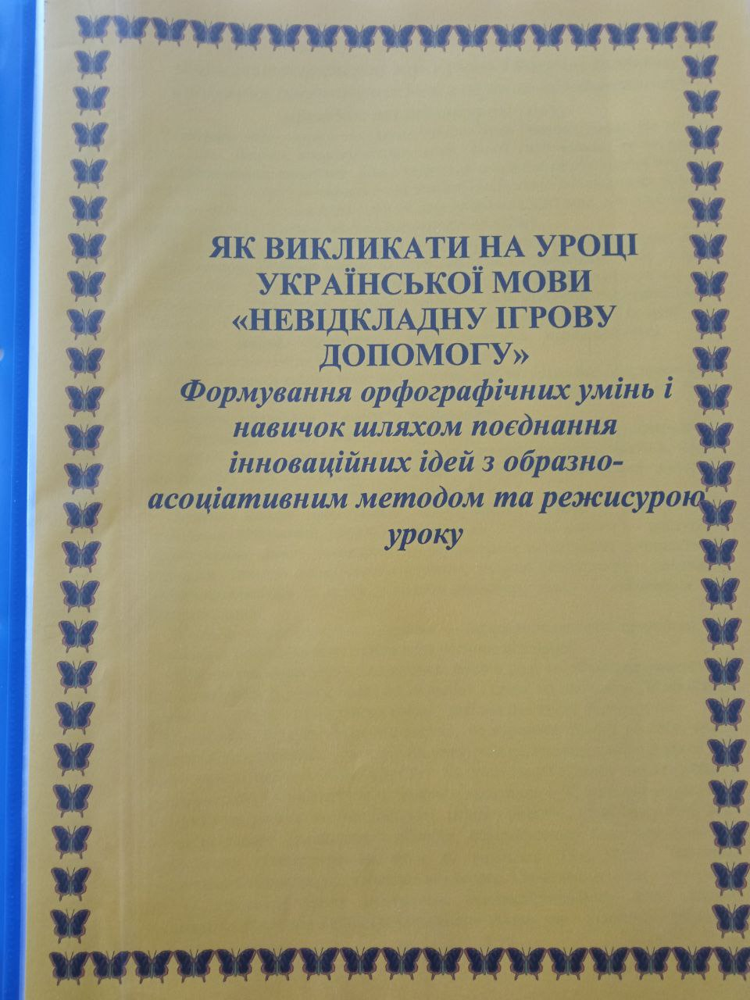 ЯК ВИКЛИКАТИ НА УРОЦІ
УКРАЇНСЬКОЇ МОВИ
«НЕВІДКЛАДНУ ІГРОВУ
ДОПОМОГУ»
Формування орфографічних умінь і
навичок шляхом поєднання
інноваційних ідей з образно-
асоціативним методом та режисурою
уроку